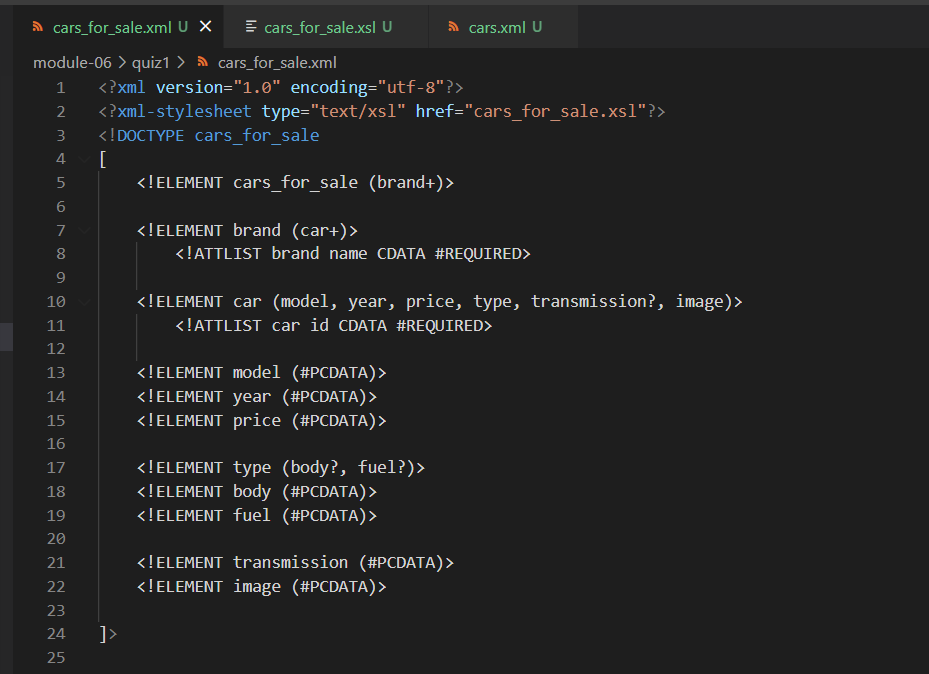 cars_for_sale.xml U × cars_for_sale.xsl U cars.xml U
module-06 > quiz1 > cars_for_sale.xml
1 <?xml version="1.0" encoding="utf-8"?>
2 <?xml-stylesheet type="text/xsl" href="cars_for_sale.xsl"?>
3 <!DOCTYPE cars_for_sale
4 [
5 <!ELEMENT cars_for_sale (brand+)>
6
7 <!ELEMENT brand (car+)>
8 <!ATTLIST brand name CDATA #REQUIRED>
9
10 <!ELEMENT car (model, year, price, type, transmission?, image)>
11 <!ATTLIST car id CDATA #REQUIRED>
12
13 <!ELEMENT model (#PCDATA)>
14 <!ELEMENT year (#PCDATA)>
15 <!ELEMENT price (#PCDATA)>
16
17 <!ELEMENT type (body?, fuel?)>
18 <!ELEMENT body (#PCDATA)>
19 <!ELEMENT fuel (#PCDATA)>
20
21 <!ELEMENT transmission (#PCDATA)>
22 <!ELEMENT image (#PCDATA)>
23
24 ]>
25